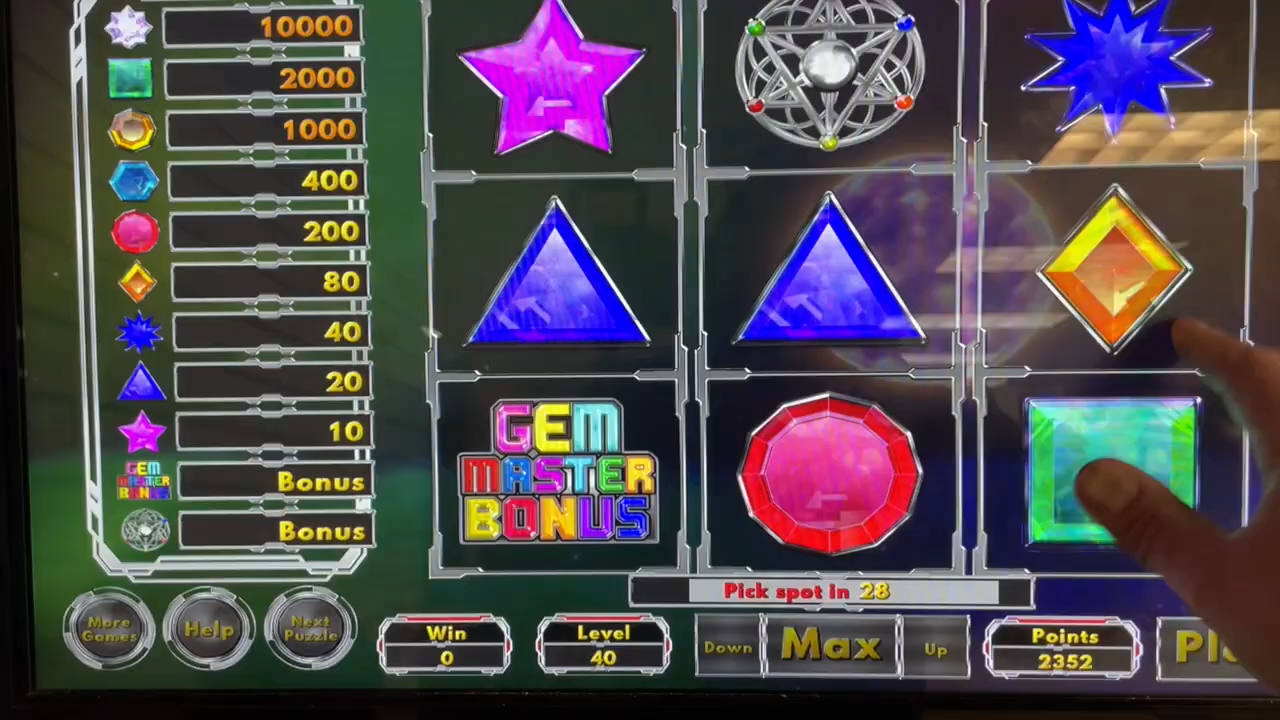 10000
2000
1000
400
200
80
40
20
10
GEM
MASTER
BONUS
Bonus
Bonus
GEM
MASTER
BONUS
Pick spot in 28
More
Games
Help
Next
Puzzle
Win
0
Level
40
Down
Max
Up
Points
2352